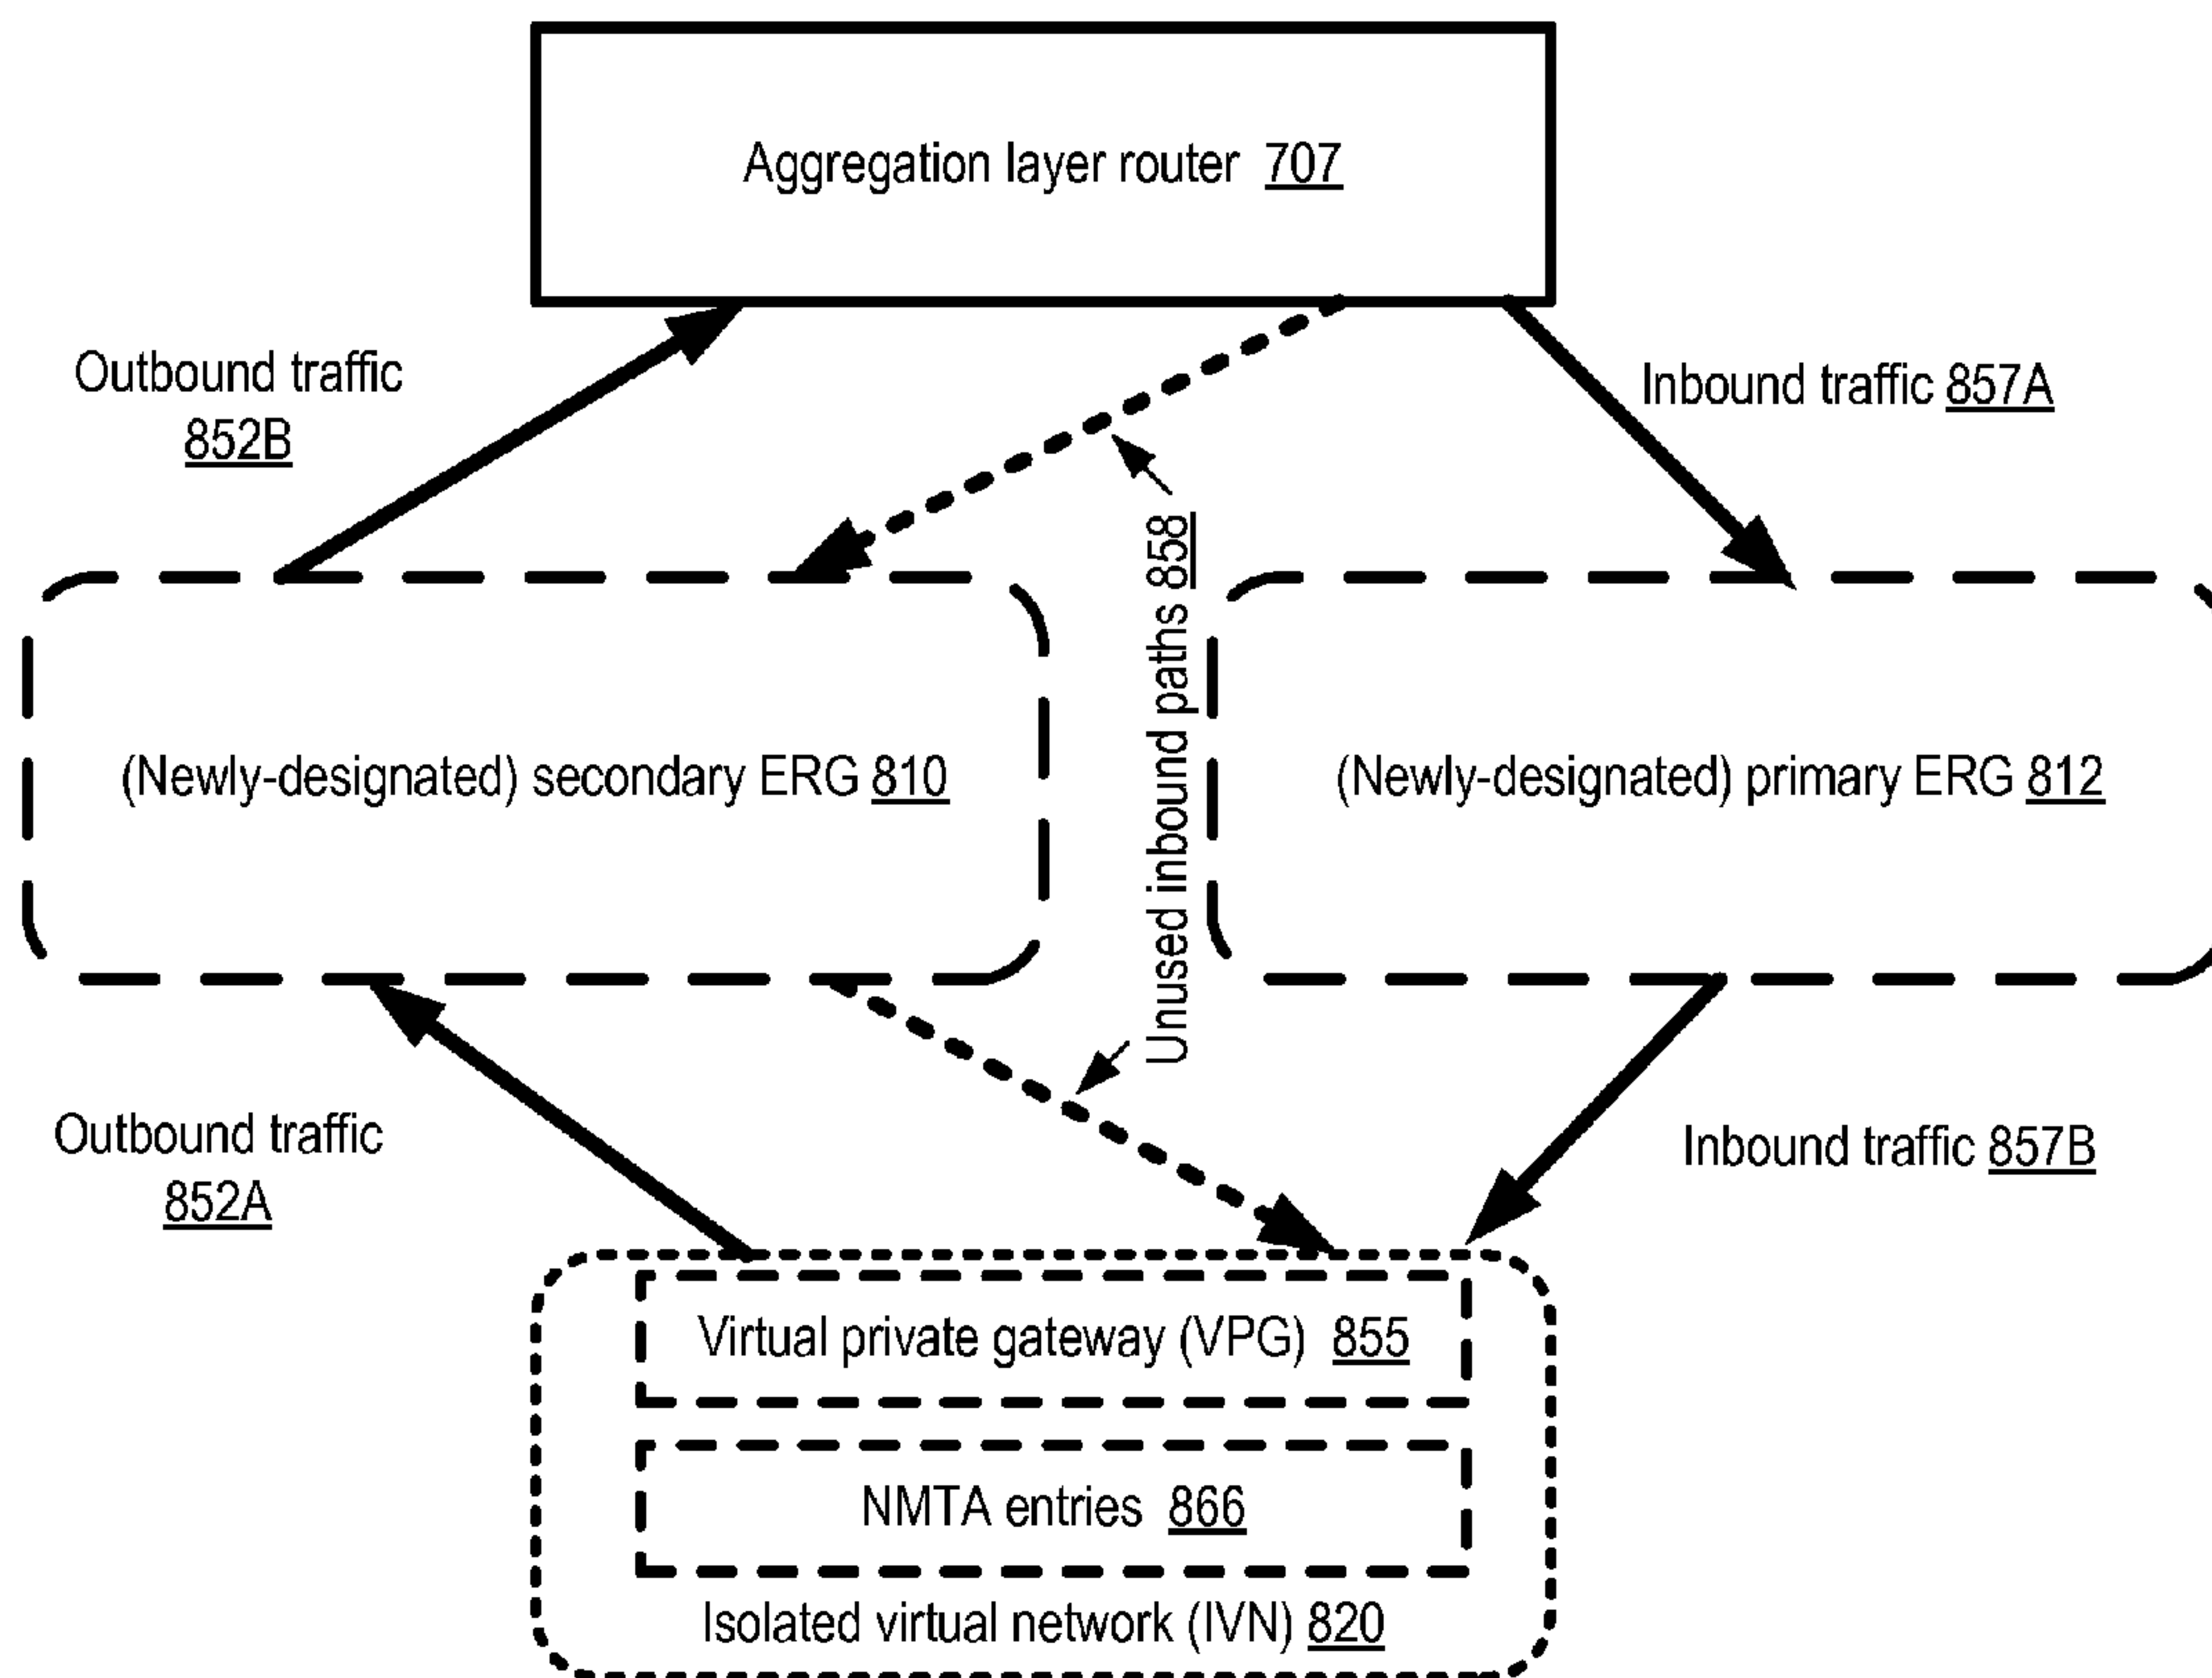 Aggregation layer router 707
Outbound traffic
852B
Inbound traffic 857A
Unused inbound paths 858
(Newly-designated) secondary ERG 810
(Newly-designated) primary ERG 812
Outbound traffic
852A
Inbound traffic 857B
Virtual private gateway (VPG) 855
NMTA entries 866
Isolated virtual network (IVN) 820